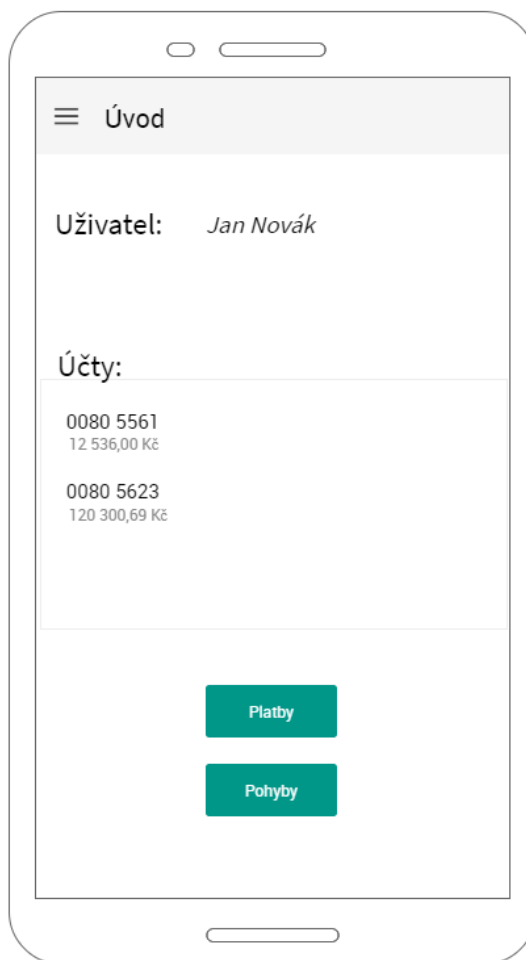 Úvod
Uživatel: Jan Novák
Účty:
0080 5561
12 536,00 Kč
0080 5623
120 300,69 Kč
Platby
Pohyby